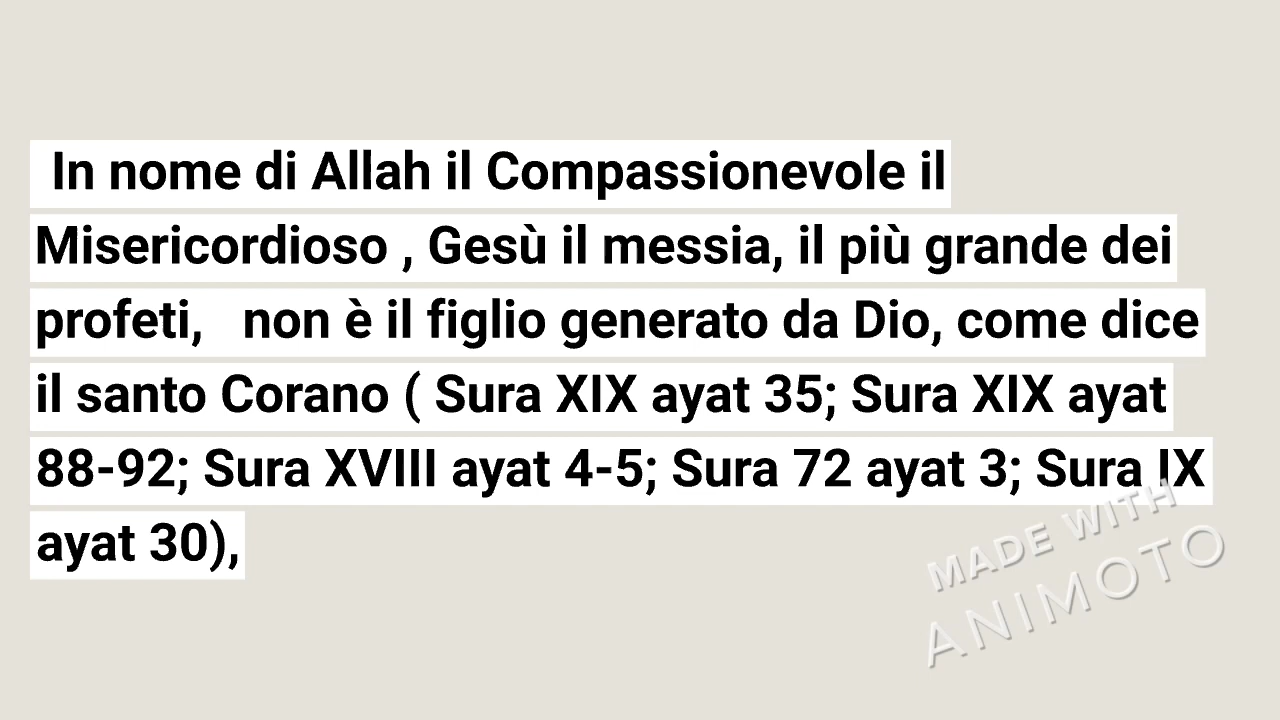 In nome di Allah il Compassionevole il
Misericordioso , Gesù il messia, il più grande dei
profeti, non è il figlio generato da Dio, come dice
il santo Corano ( Sura XIX ayat 35; Sura XIX ayat
88-92; Sura XVIII ayat 4-5; Sura 72 ayat 3; Sura IX
ayat 30),
MADE WITH
ANIMOTO